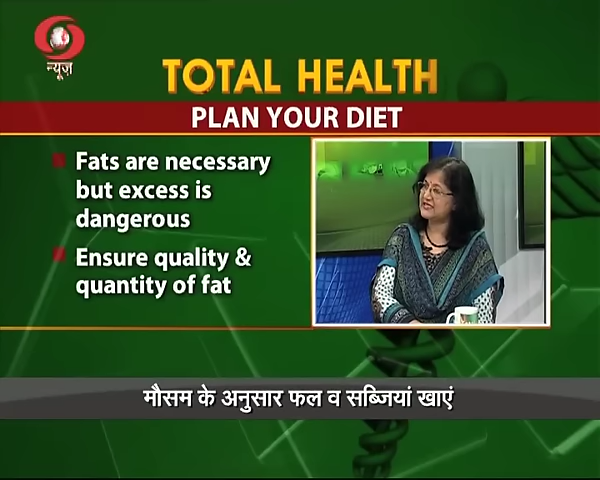 न्यूज़
TOTAL HEALTH
PLAN YOUR DIET
Fats are necessary
but excess is
dangerous
Ensure quality &
quantity of fat
मौसम के अनुसार फल व सब्जियां खाएं